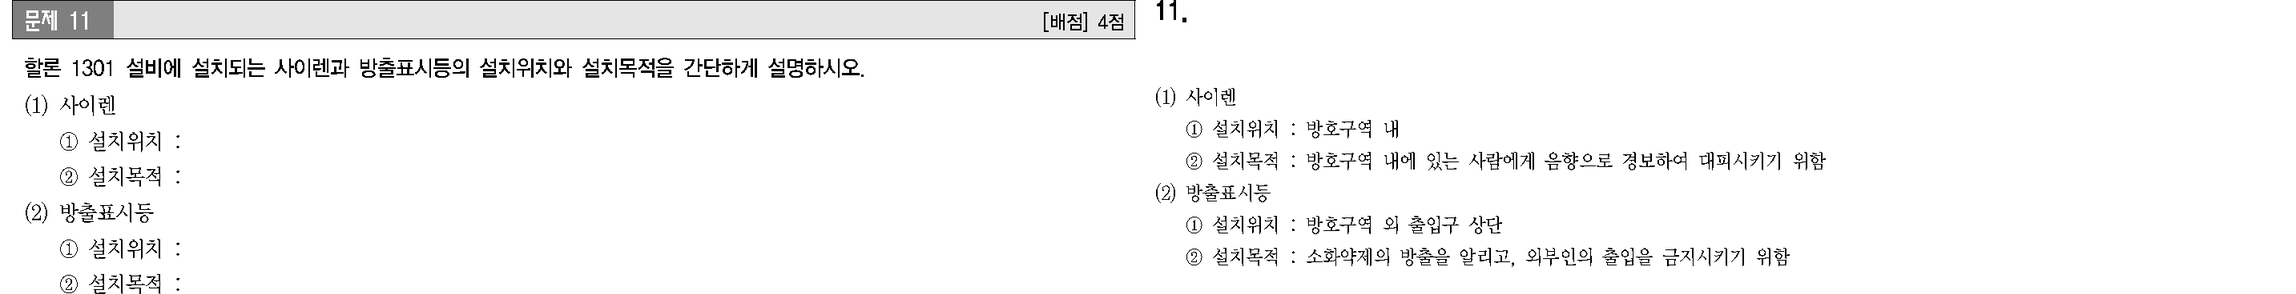 문제 11
[배점] 4점
할론 1301 설비에 설치되는 사이렌과 방출표시등의 설치위치와 설치목적을 간단하게 설명하시오.
(1) 사이렌
① 설치위치 :
② 설치목적 :
(2) 방출표시등
① 설치위치 :
② 설치목적 :
11.
(1) 사이렌
① 설치위치 : 방호구역 내
② 설치목적 : 방호구역 내에 있는 사람에게 음향으로 경보하여 대피시키기 위함
(2) 방출표시등
① 설치위치 : 방호구역 외 출입구 상단
② 설치목적 : 소화약제의 방출을 알리고, 외부인의 출입을 금지시키기 위함